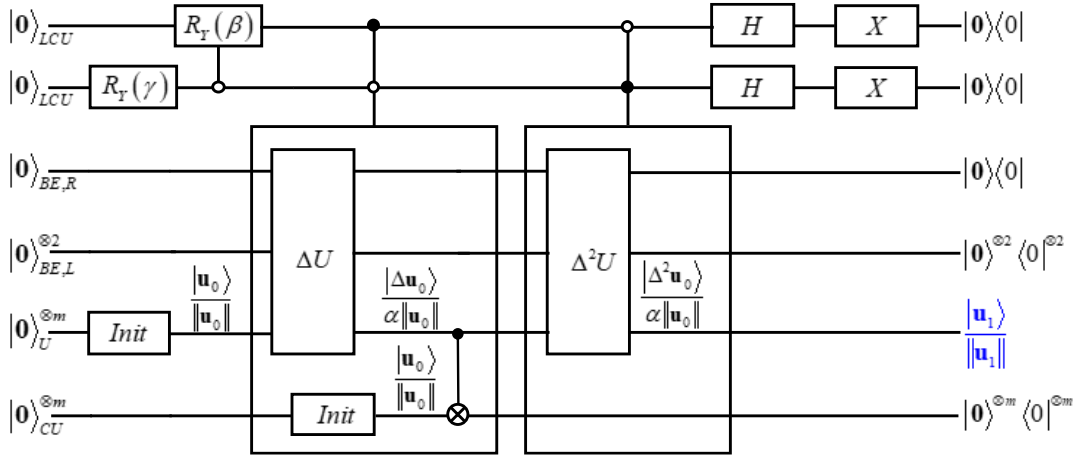 |0⟩_LCU R_Y(β) H X |0⟩⟨0|
|0⟩_LCU R_Y(γ) H X |0⟩⟨0|
|0⟩_BE,R |0⟩⟨0|
|0⟩^⊗2_BE,L ΔU Δ²U |0⟩^⊗2 ⟨0|^⊗2
|u₀⟩/‖u₀‖ |Δu₀⟩/α‖u₀‖ |Δ²u₀⟩/α‖u₀‖
|0⟩^⊗m_U Init |u₁⟩/‖u₁‖
|u₀⟩/‖u₀‖
|0⟩^⊗m_CU Init |0⟩^⊗m ⟨0|^⊗m